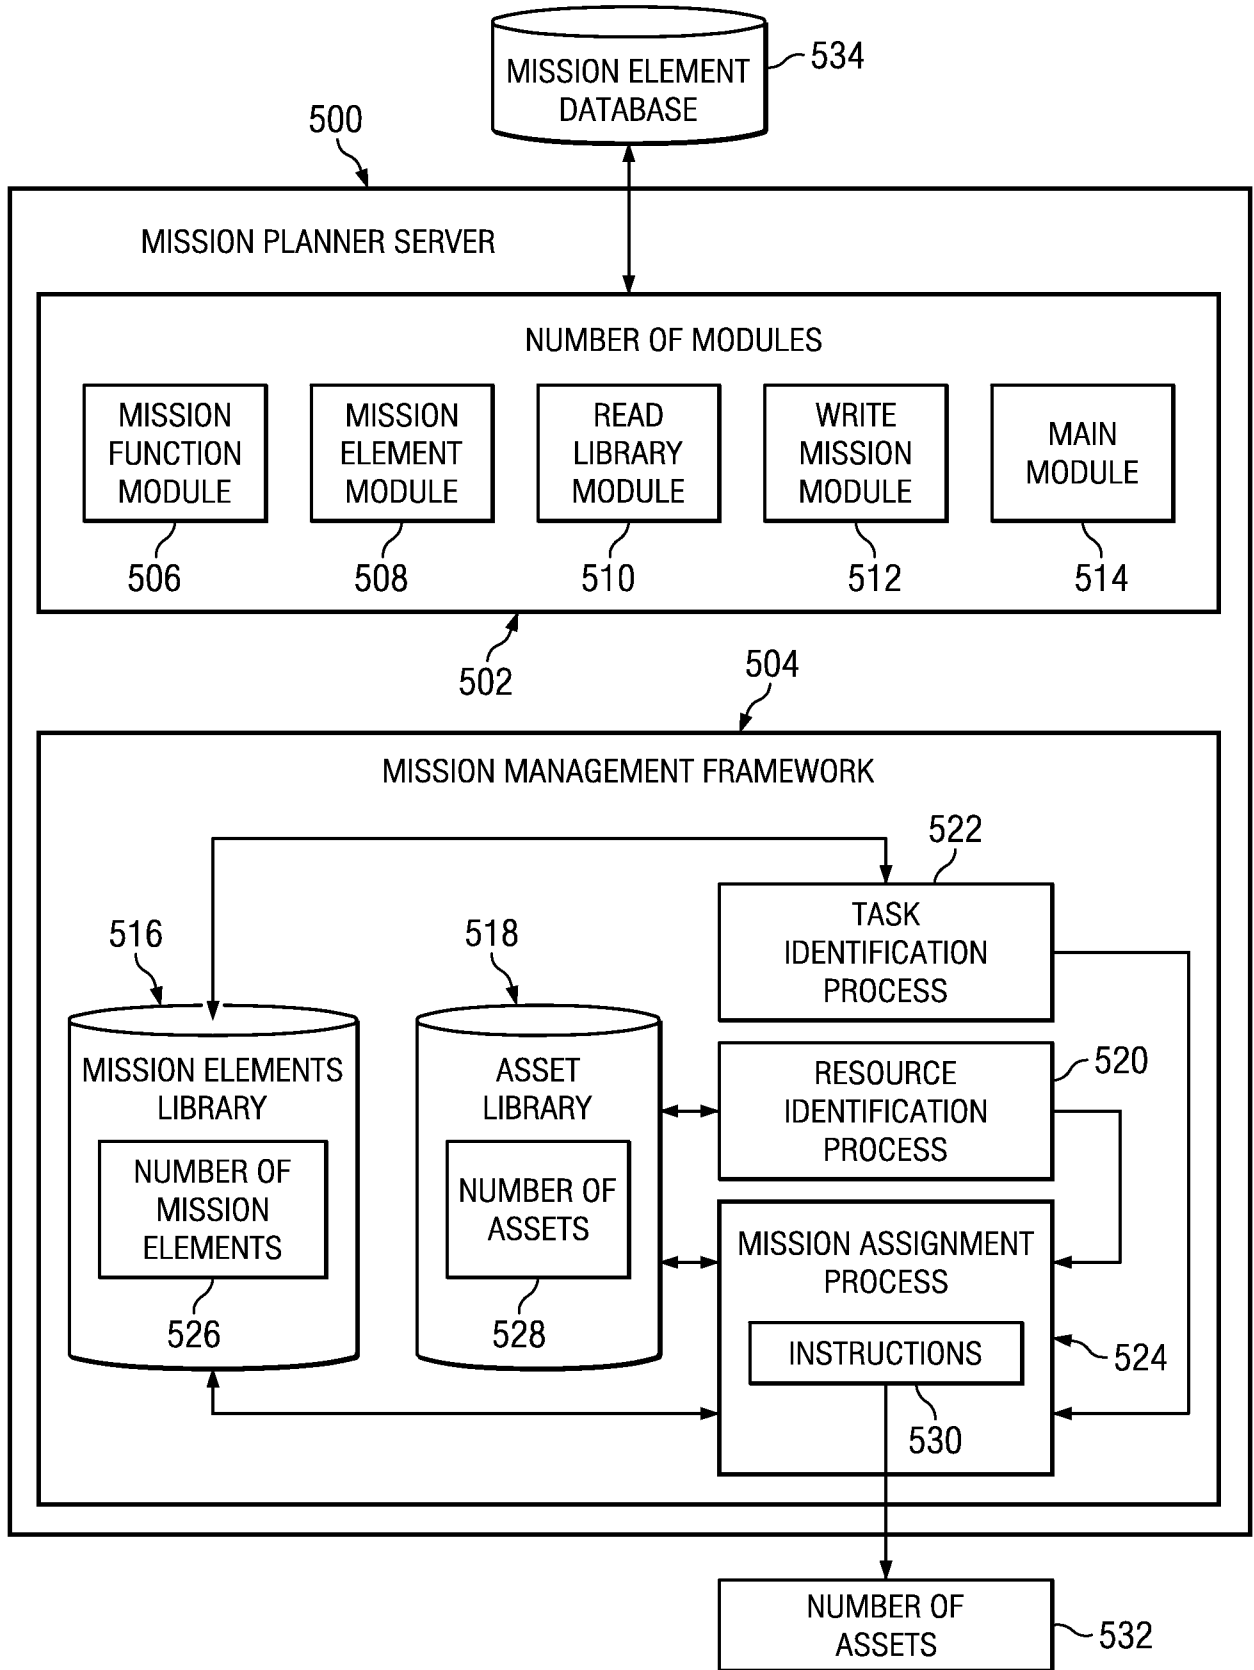 MISSION ELEMENT
DATABASE
534
500
MISSION PLANNER SERVER
NUMBER OF MODULES
MISSION
FUNCTION
MODULE
MISSION
ELEMENT
MODULE
READ
LIBRARY
MODULE
WRITE
MISSION
MODULE
MAIN
MODULE
506
508
510
512
514
502
504
MISSION MANAGEMENT FRAMEWORK
522
TASK
IDENTIFICATION
PROCESS
516
518
MISSION ELEMENTS
LIBRARY
ASSET
LIBRARY
RESOURCE
IDENTIFICATION
PROCESS
520
NUMBER OF
MISSION
ELEMENTS
NUMBER OF
ASSETS
MISSION ASSIGNMENT
PROCESS
526
528
INSTRUCTIONS
524
530
NUMBER OF
ASSETS
532